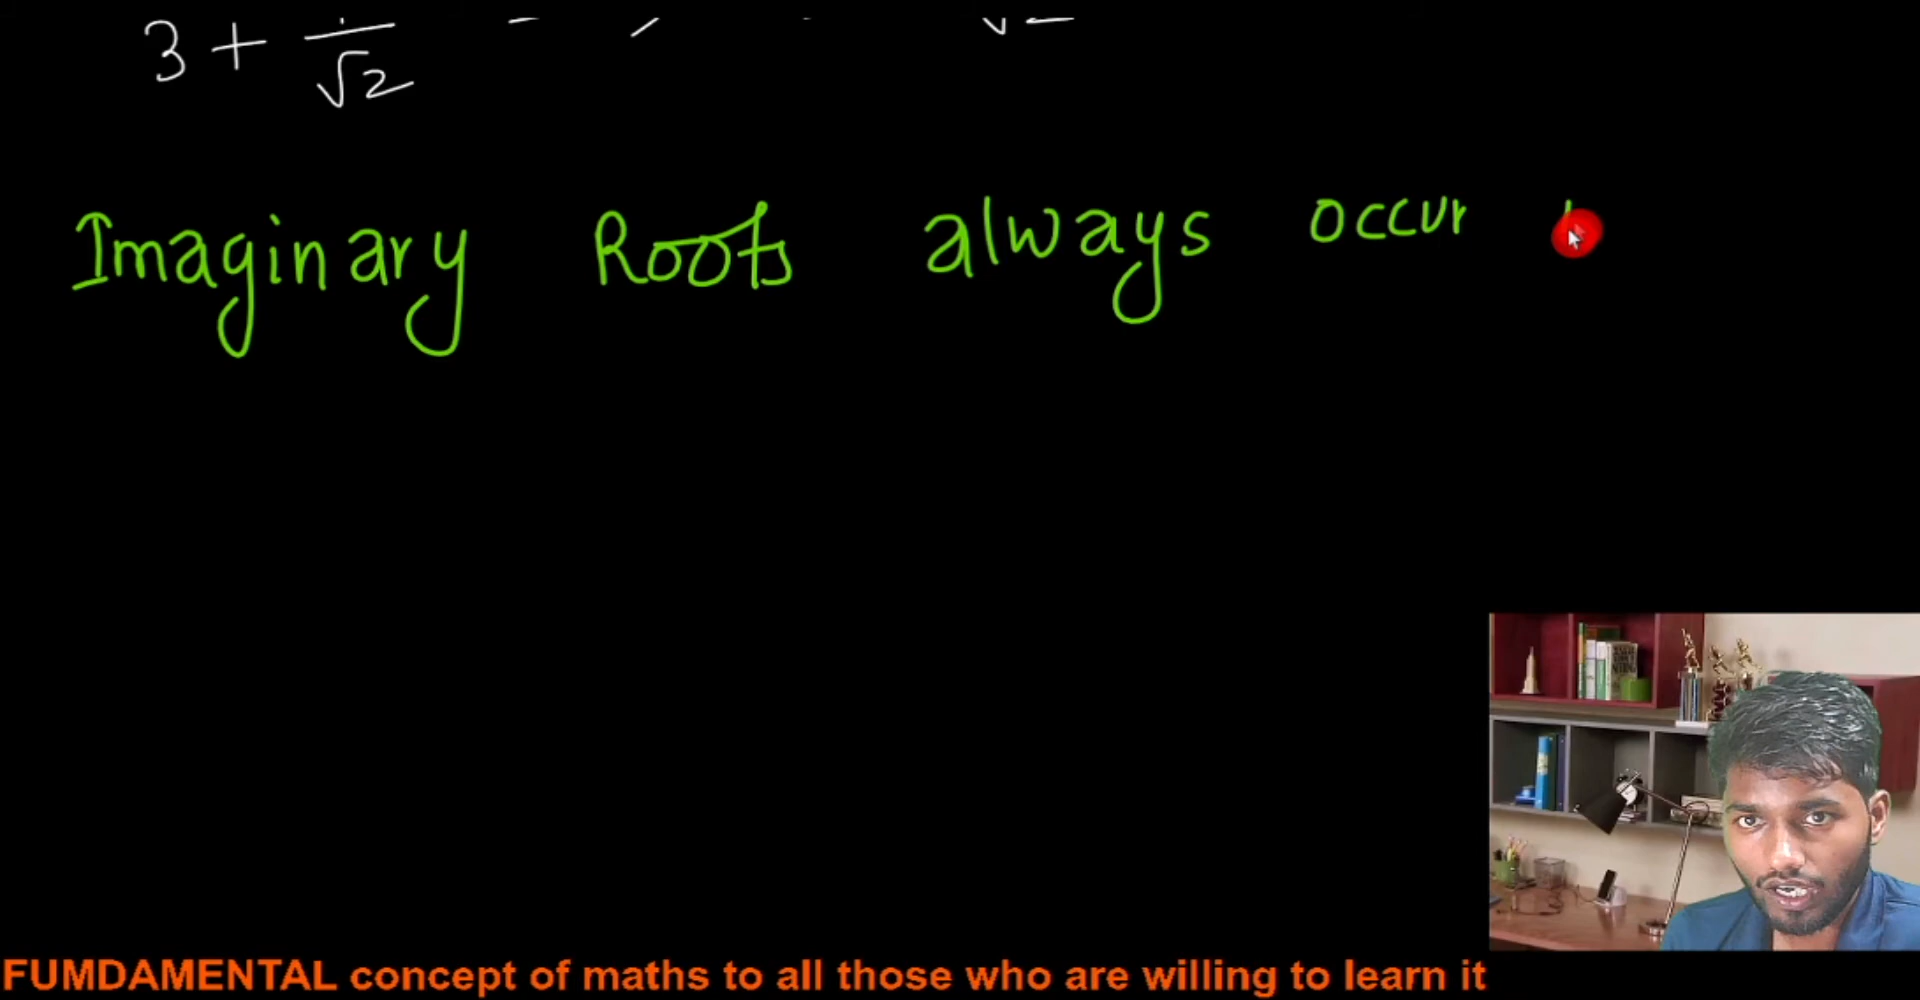 3 + 1/√2
Imaginary Roots always occur
FUMDAMENTAL concept of maths to all those who are willing to learn it